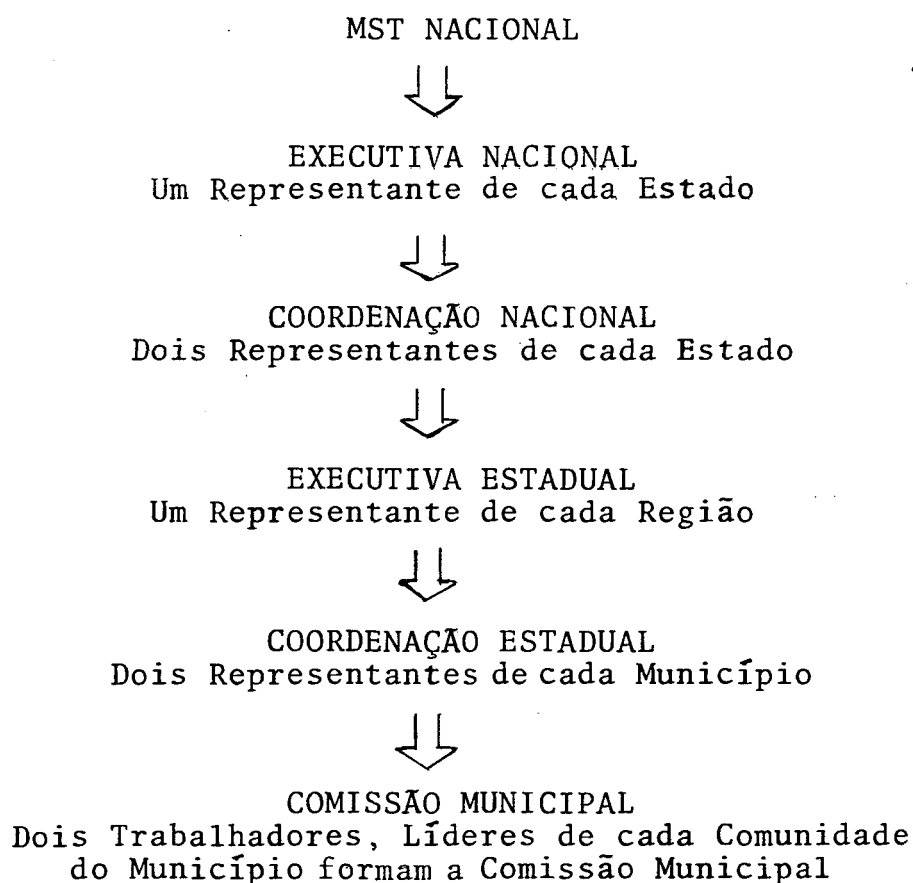 MST NACIONAL
EXECUTIVA NACIONAL
Um Representante de cada Estado
COORDENAÇÃO NACIONAL
Dois Representantes de cada Estado
EXECUTIVA ESTADUAL
Um Representante de cada Região
COORDENAÇÃO ESTADUAL
Dois Representantes de cada Município
COMISSÃO MUNICIPAL
Dois Trabalhadores, Líderes de cada Comunidade
do Município formam a Comissão Municipal